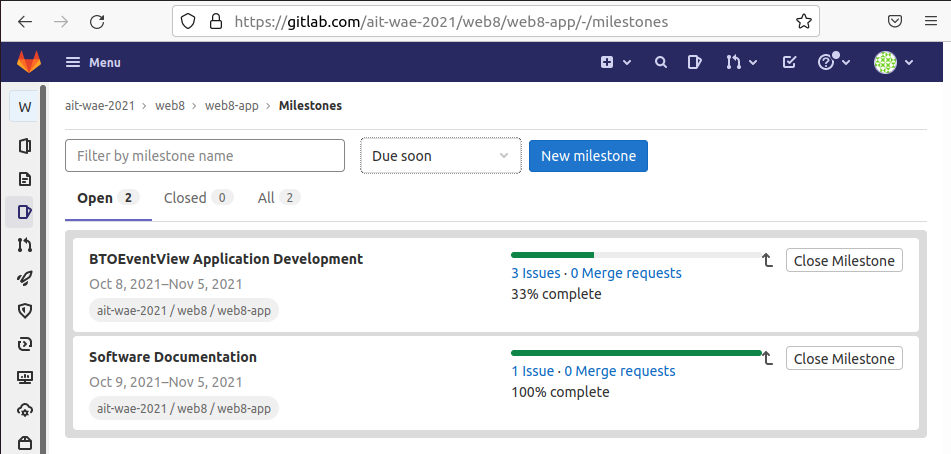 https://gitlab.com/ait-wae-2021/web8/web8-app/-/milestones
Menu
W
ait-wae-2021 › web8 › web8-app › Milestones
Filter by milestone name
Due soon
New milestone
Open 2 Closed 0 All 2
BTOEventView Application Development
Oct 8, 2021–Nov 5, 2021
ait-wae-2021 / web8 / web8-app
3 Issues · 0 Merge requests
33% complete
Close Milestone
Software Documentation
Oct 9, 2021–Nov 5, 2021
ait-wae-2021 / web8 / web8-app
1 Issue · 0 Merge requests
100% complete
Close Milestone